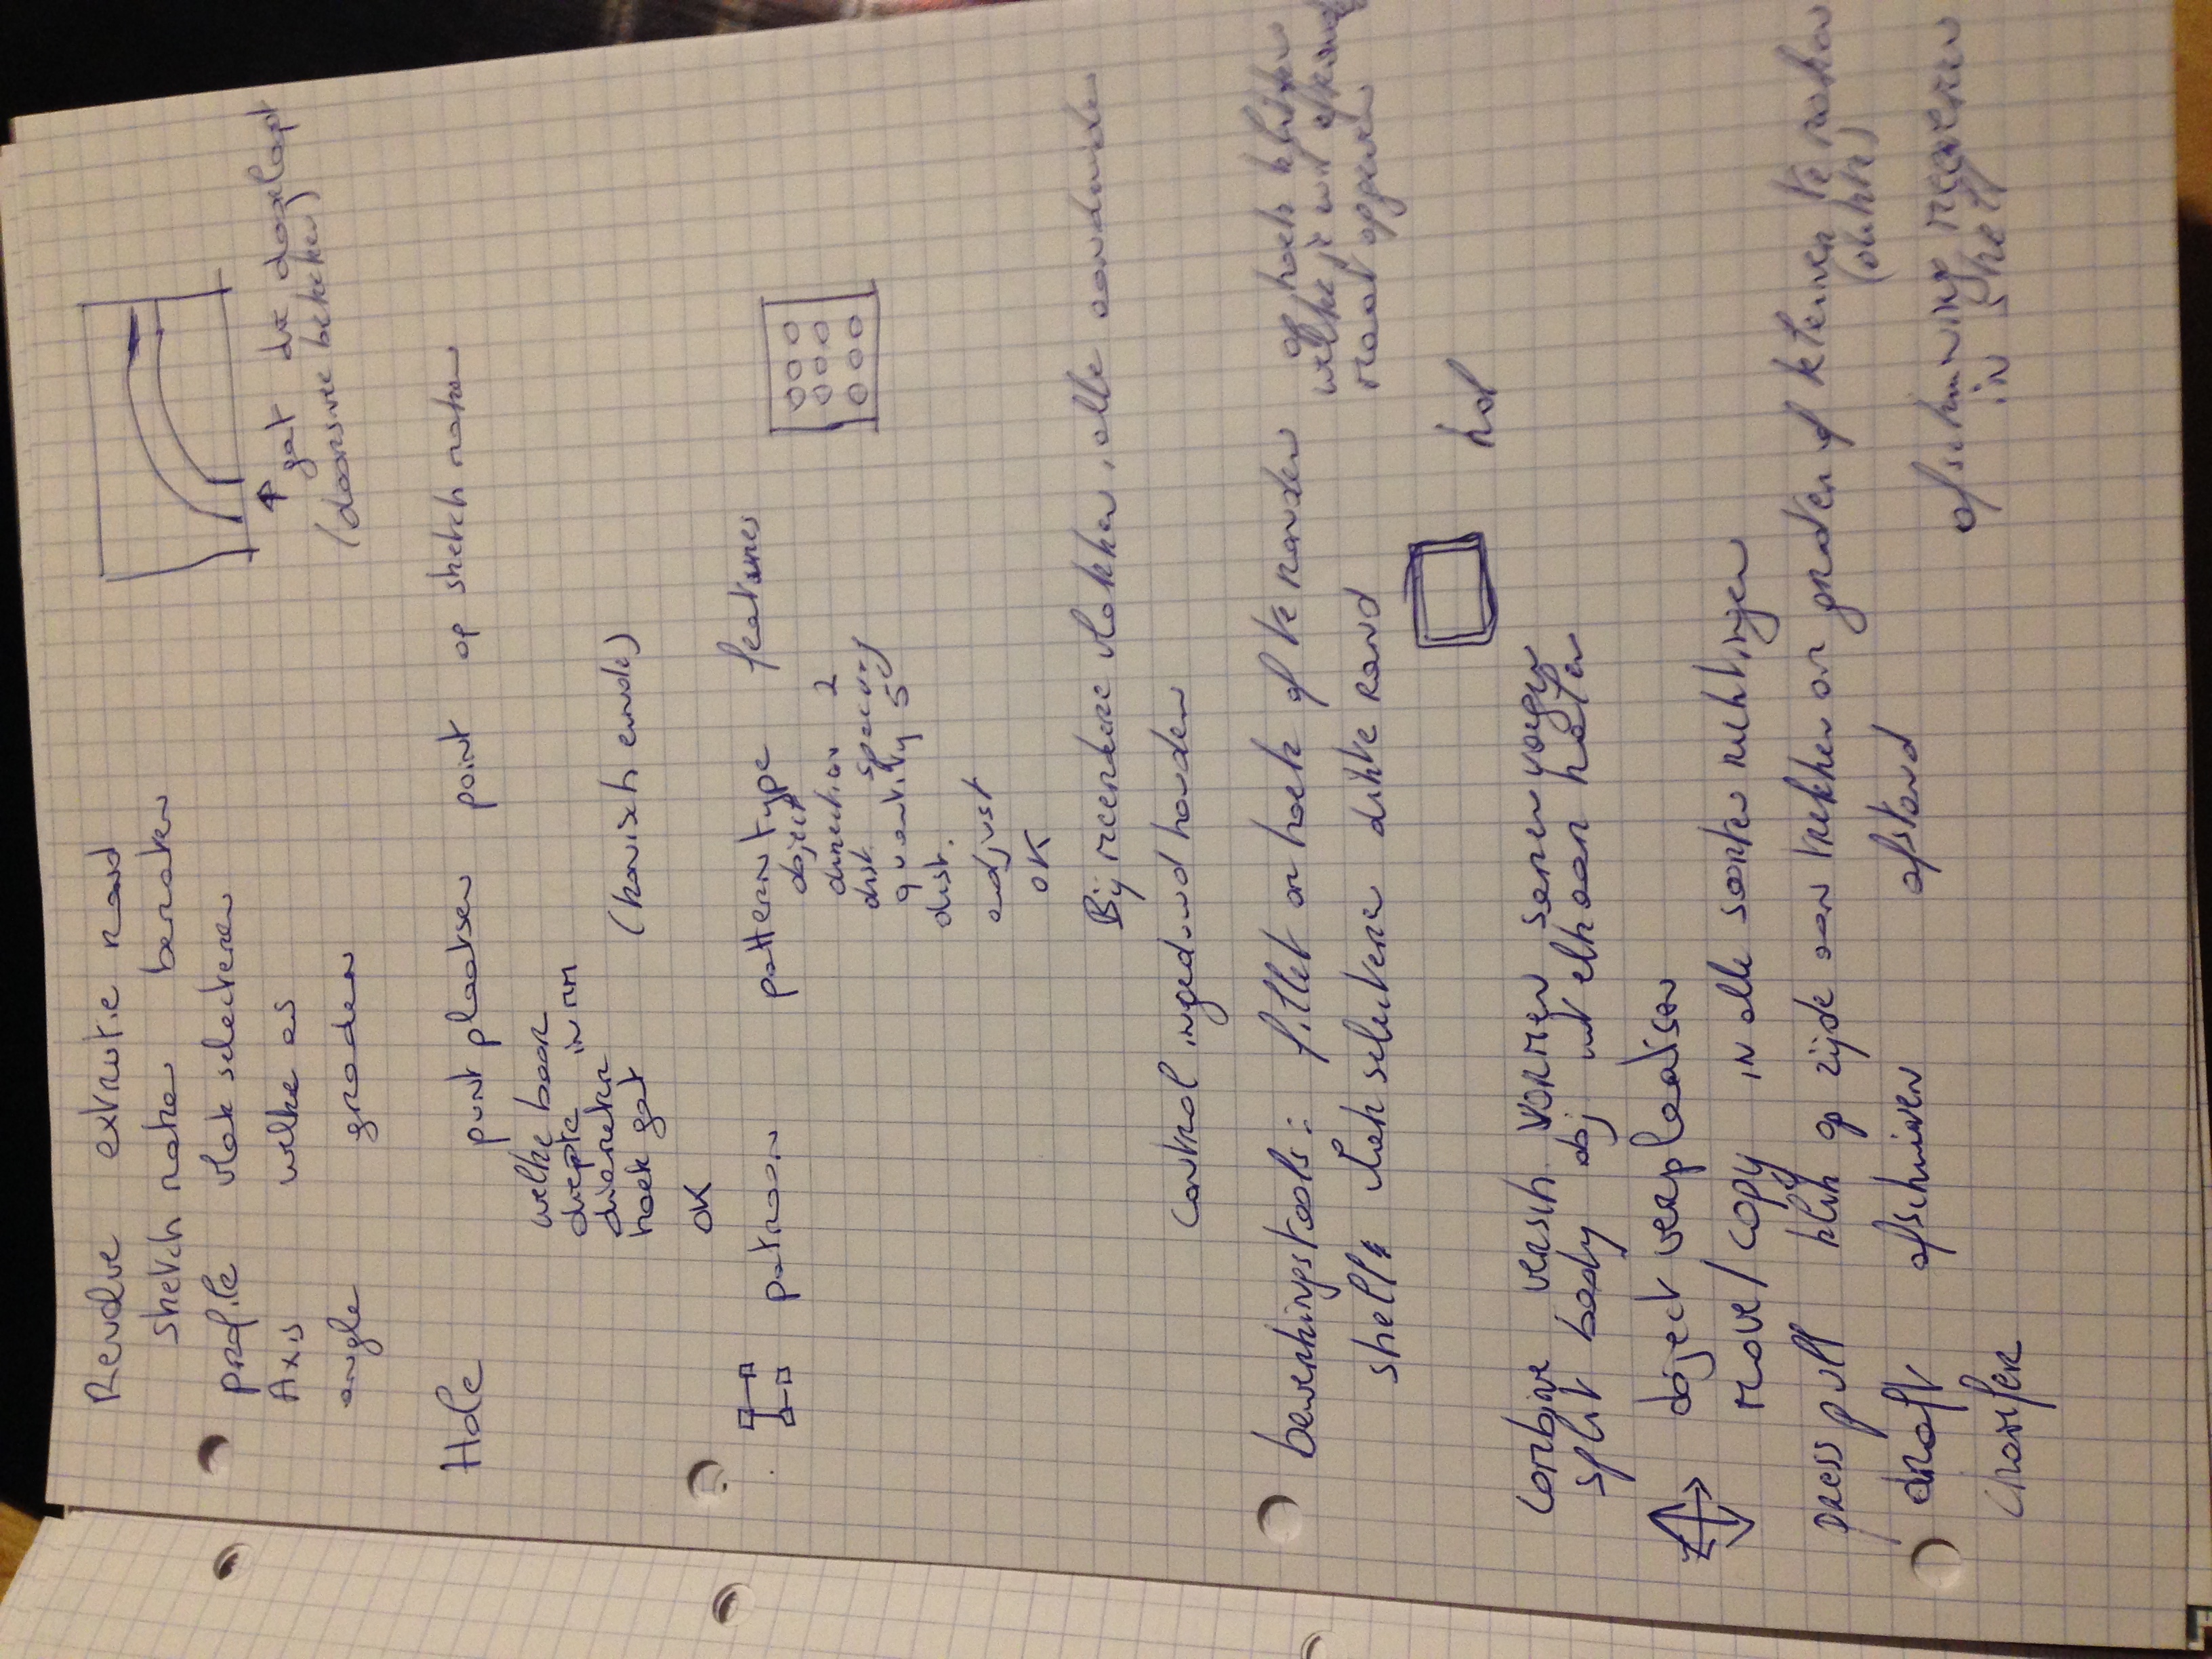 Revolve extrutie rond
sketch maken bematen
profile vlak selecteren
Axis welke as
angle graden
gat die doorloopt
(doorsnee bekeken)
Hole punt plaatsen point op sketch maken
welke boor
diepte in mm
diameter
hoek gat (konisch einde)
OK
patroon pattern type features
object
direction 2
dist. spacing
quantity 5
dist.
adjust
OK
Bij meerdere vlakken, alle aanduiden
control ingeduwd houden
bewerkingstools: fillet om hoek af te ronden op hoek klikken
welke je wil afronden
maat opgeven
shell: vlak selecteren dikte rand
hol
combine versch. vormen samenvoegen
split body obj uit elkaar halen
object verplaatsen
move/copy in alle soorten richtingen
press pull klik op zijde aan trekken om groter of kleiner te maken
(dikte)
draft afschuinen afstand
afschuining
in shell
chamfer